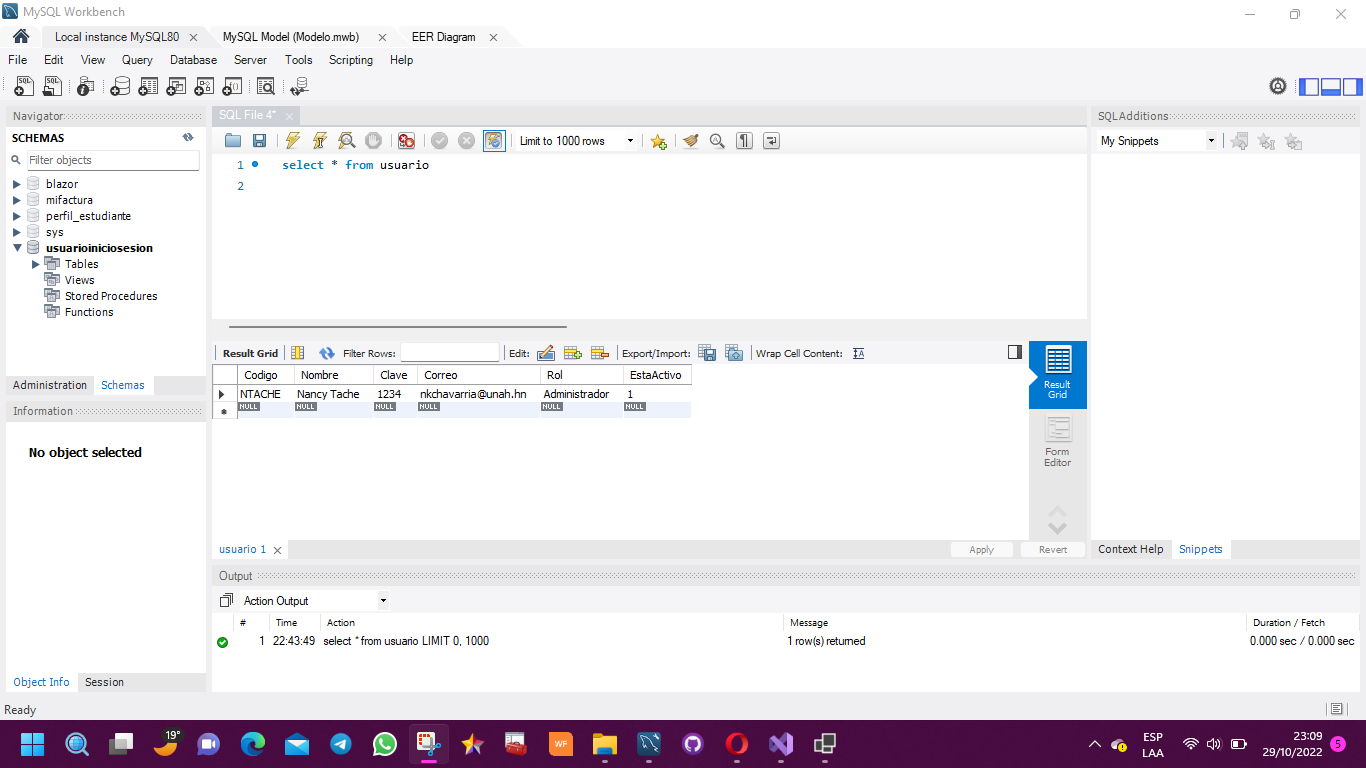 MySQL Workbench
Local instance MySQL80
MySQL Model (Modelo.mwb)
EER Diagram
File Edit View Query Database Server Tools Scripting Help
Navigator
SCHEMAS
Filter objects
blazor
mifactura
perfil_estudiante
sys
usuarioiniciosesion
Tables
Views
Stored Procedures
Functions
Administration Schemas
Information
No object selected
Object Info Session
SQL File 4*
Limit to 1000 rows
1 select * from usuario
2
Result Grid Filter Rows: Edit: Export/Import: Wrap Cell Content:
Codigo Nombre Clave Correo Rol EstaActivo
NTACHE Nancy Tache 1234 nkchavarria@unah.hn Administrador 1
NULL NULL NULL NULL NULL NULL
Result
Grid
Form
Editor
usuario 1
Apply Revert
SQLAdditions
My Snippets
Context Help Snippets
Output
Action Output
# Time Action Message Duration / Fetch
1 22:43:49 select * from usuario LIMIT 0, 1000 1 row(s) returned 0.000 sec / 0.000 sec
Ready
19°
WF
ESP
LAA
23:09
29/10/2022
5